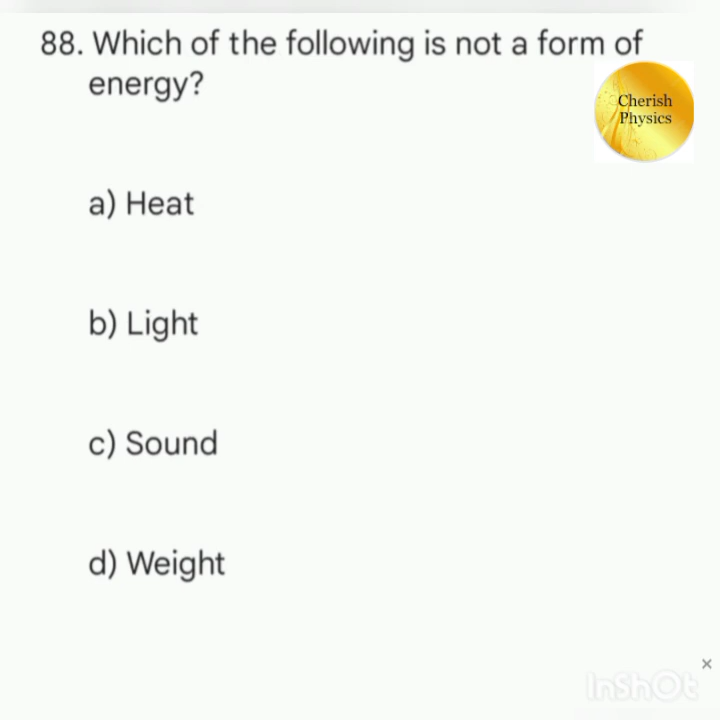 88. Which of the following is not a form of
energy?
Cherish
Physics
a) Heat
b) Light
c) Sound
d) Weight
×
InShOt